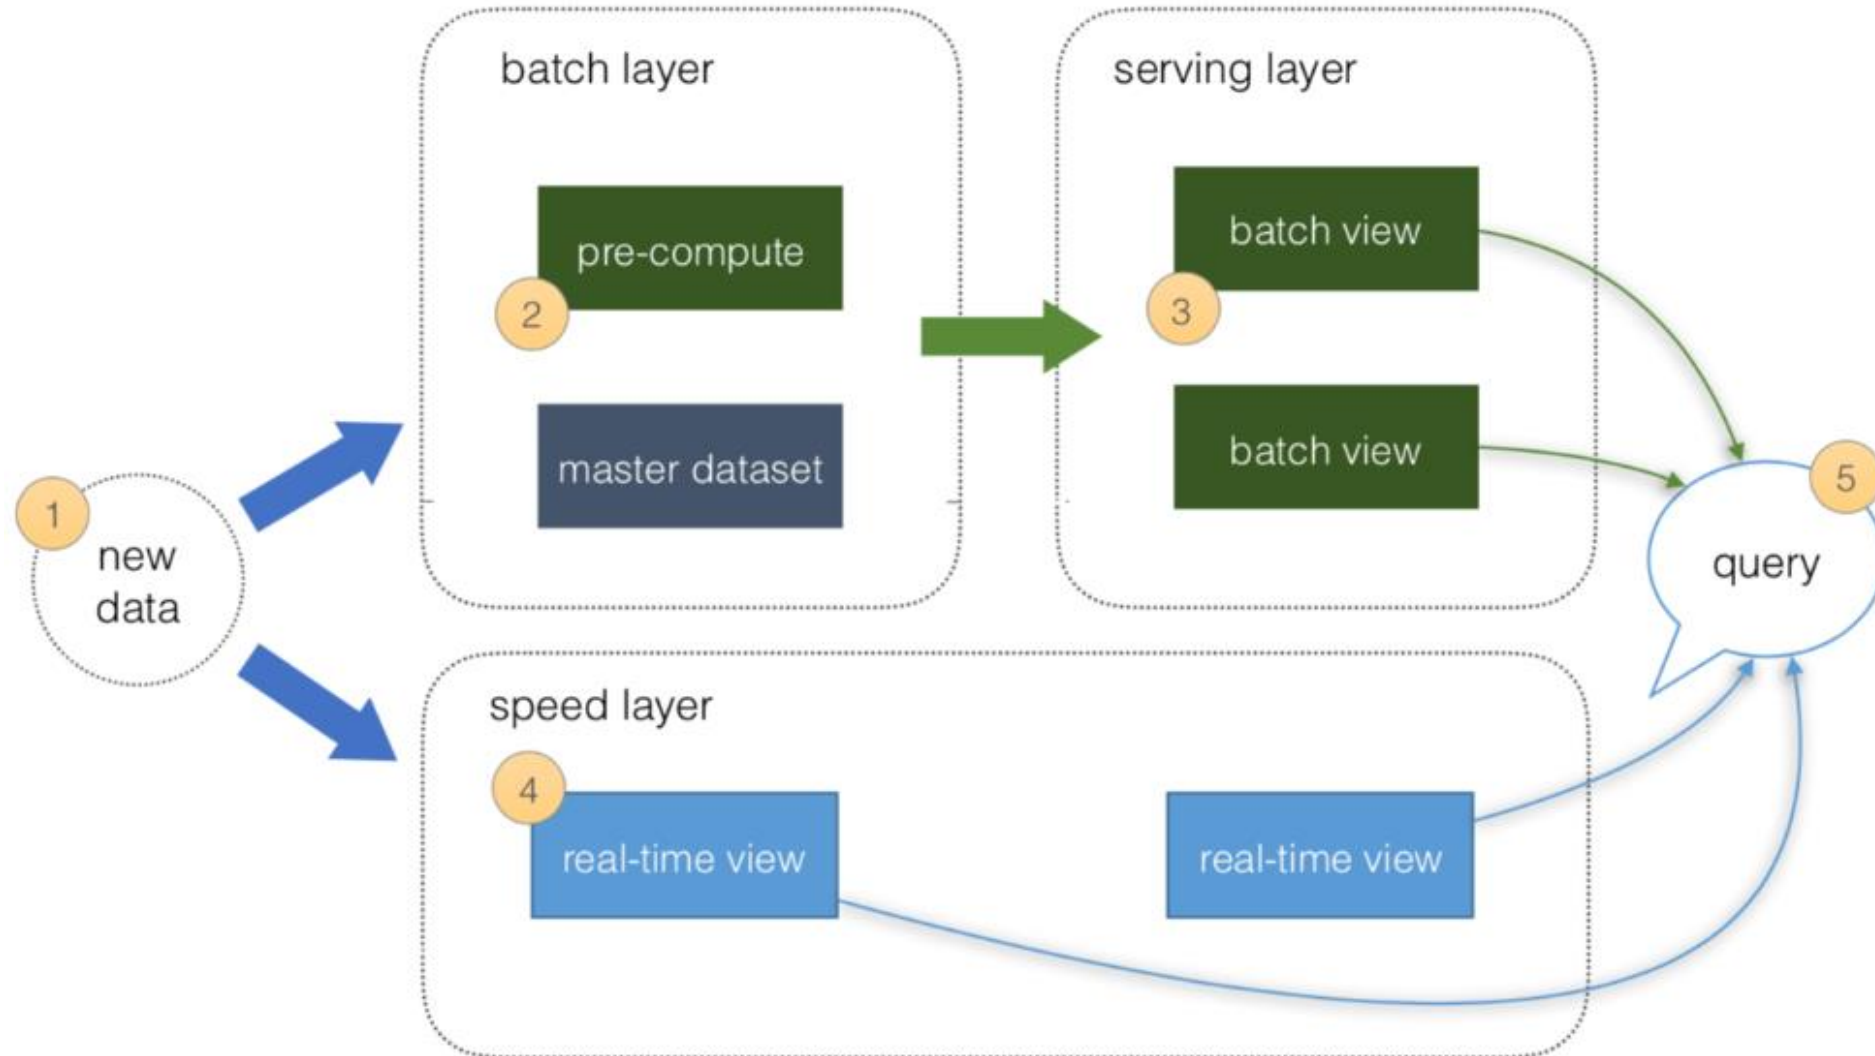 batch layer
serving layer
pre-compute
batch view
2
3
master dataset
batch view
1
new
data
5
query
speed layer
4
real-time view
real-time view